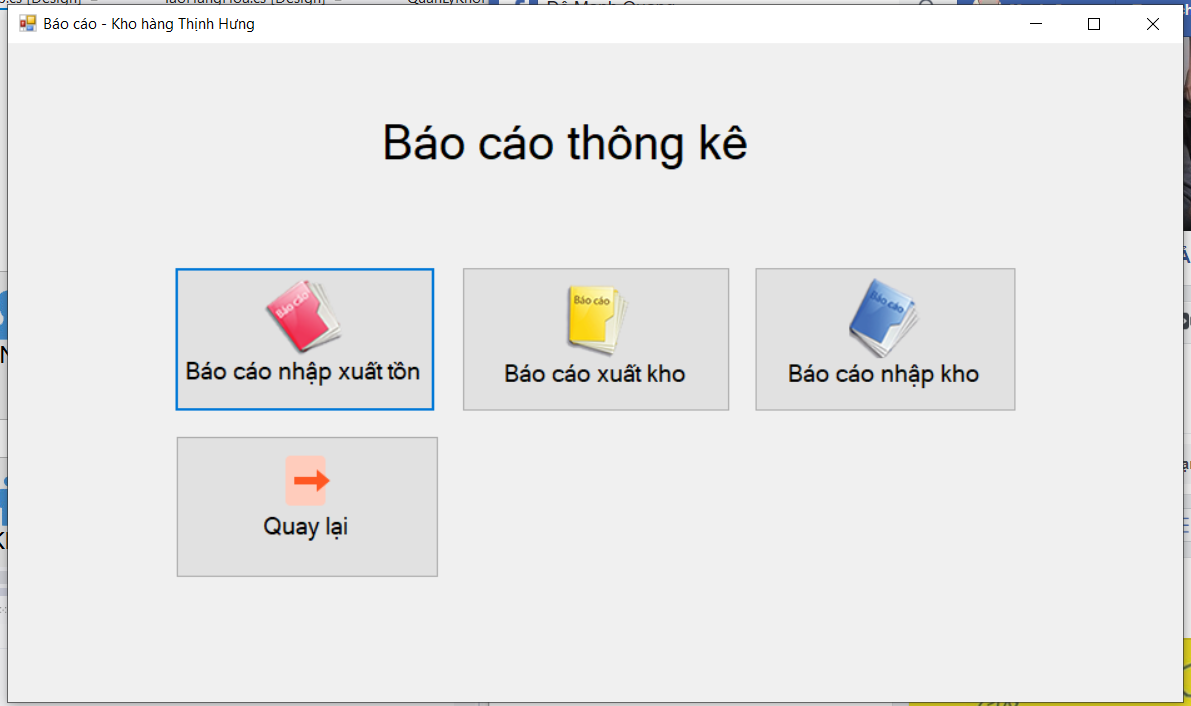 Báo cáo - Kho hàng Thịnh Hưng
Báo cáo thông kê
Báo cáo
Báo cáo nhập xuất tồn
Báo cáo
Báo cáo xuất kho
Báo cáo
Báo cáo nhập kho
Quay lại